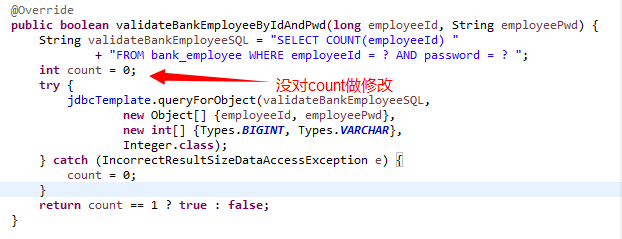 @Override
public boolean validateBankEmployeeByIdAndPwd(long employeeId, String employeePwd) {
String validateBankEmployeeSQL = "SELECT COUNT(employeeId) "
+ "FROM bank_employee WHERE employeeId = ? AND password = ? ";
int count = 0;
没对count做修改
try {
jdbcTemplate.queryForObject(validateBankEmployeeSQL,
new Object[] {employeeId, employeePwd},
new int[] {Types.BIGINT, Types.VARCHAR},
Integer.class);
} catch (IncorrectResultSizeDataAccessException e) {
count = 0;
}
return count == 1 ? true : false;
}